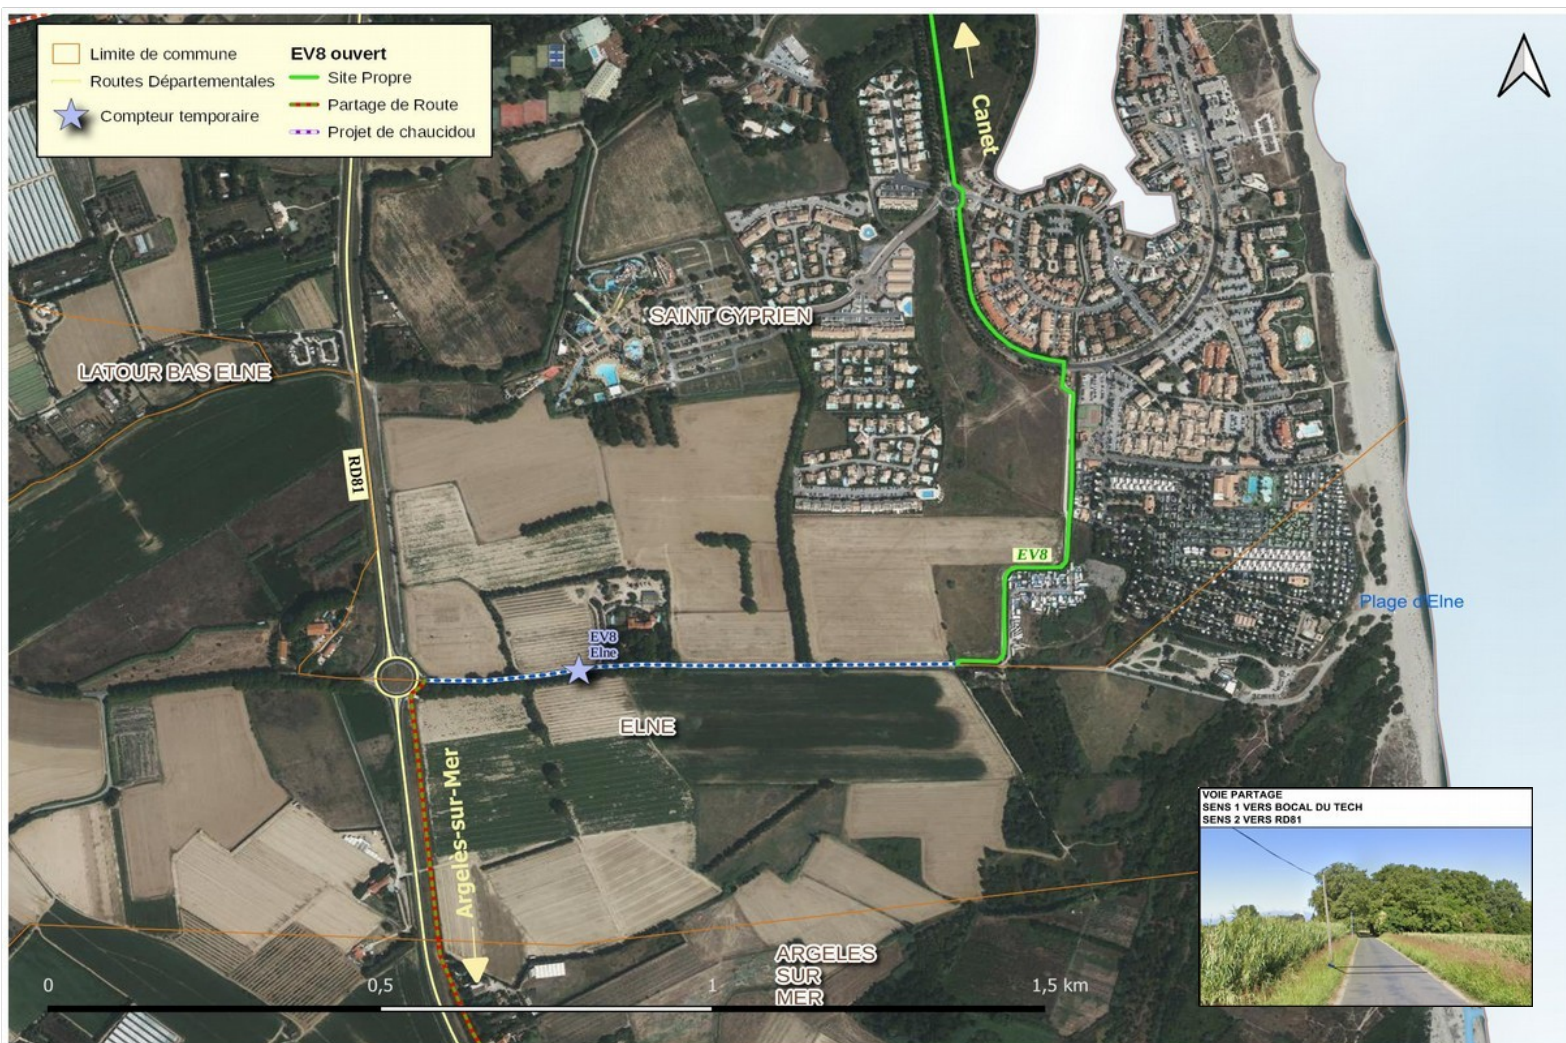 Limite de commune
Routes Départementales
Compteur temporaire
EV8 ouvert
Site Propre
Partage de Route
Projet de chaucidou
Canet
SAINT CYPRIEN
LATOUR BAS ELNE
RD81
EV8
Plage d'Elne
EV8
Elne
ELNE
Argelès-sur-Mer
VOIE PARTAGE
SENS 1 VERS BOCAL DU TECH
SENS 2 VERS RD81
ARGELES
SUR
MER
0 0,5 1 1,5 km